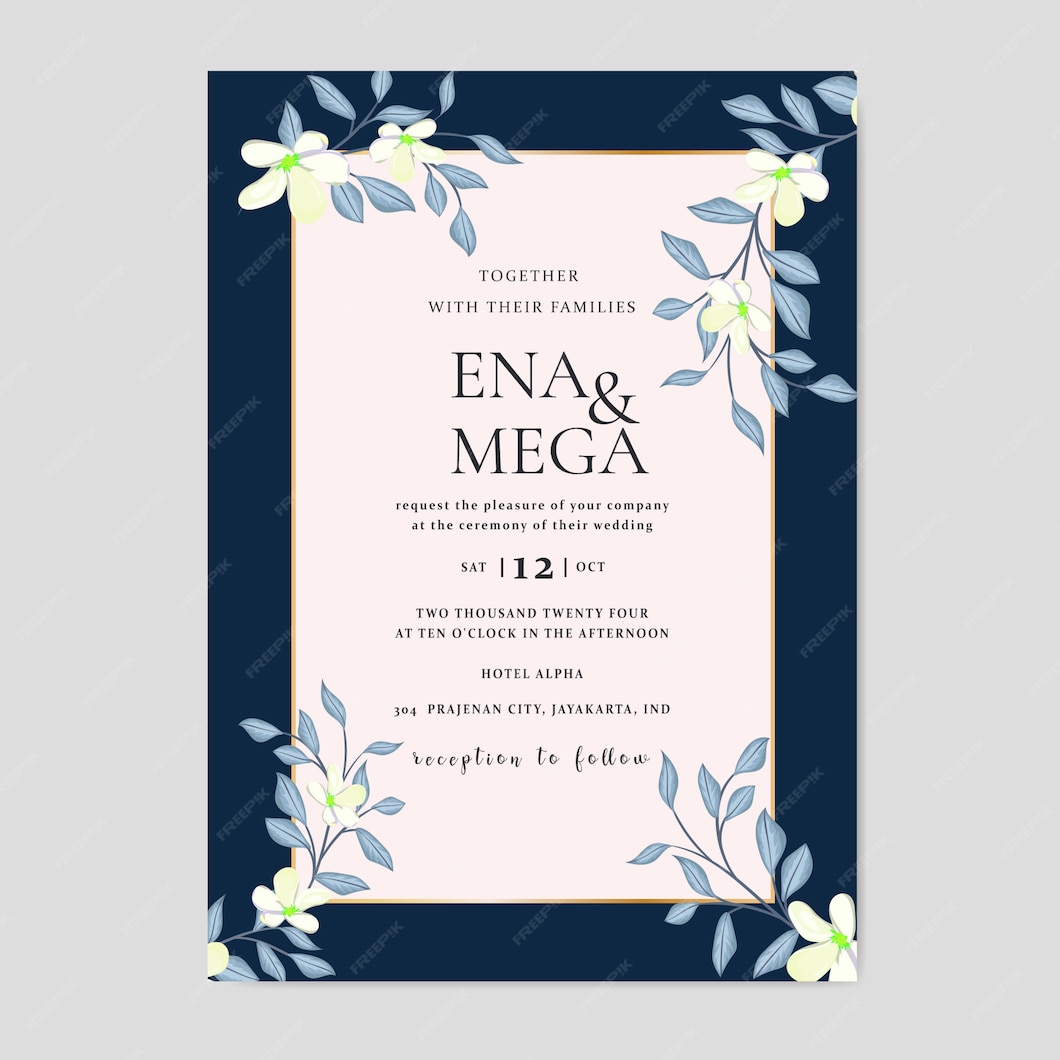 TOGETHER
WITH THEIR FAMILIES
ENA
&
MEGA
request the pleasure of your company
at the ceremony of their wedding
SAT | 12 | OCT
TWO THOUSAND TWENTY FOUR
AT TEN O'CLOCK IN THE AFTERNOON
HOTEL ALPHA
304 PRAJENAN CITY, JAYAKARTA, IND
reception to follow
FREEPIK